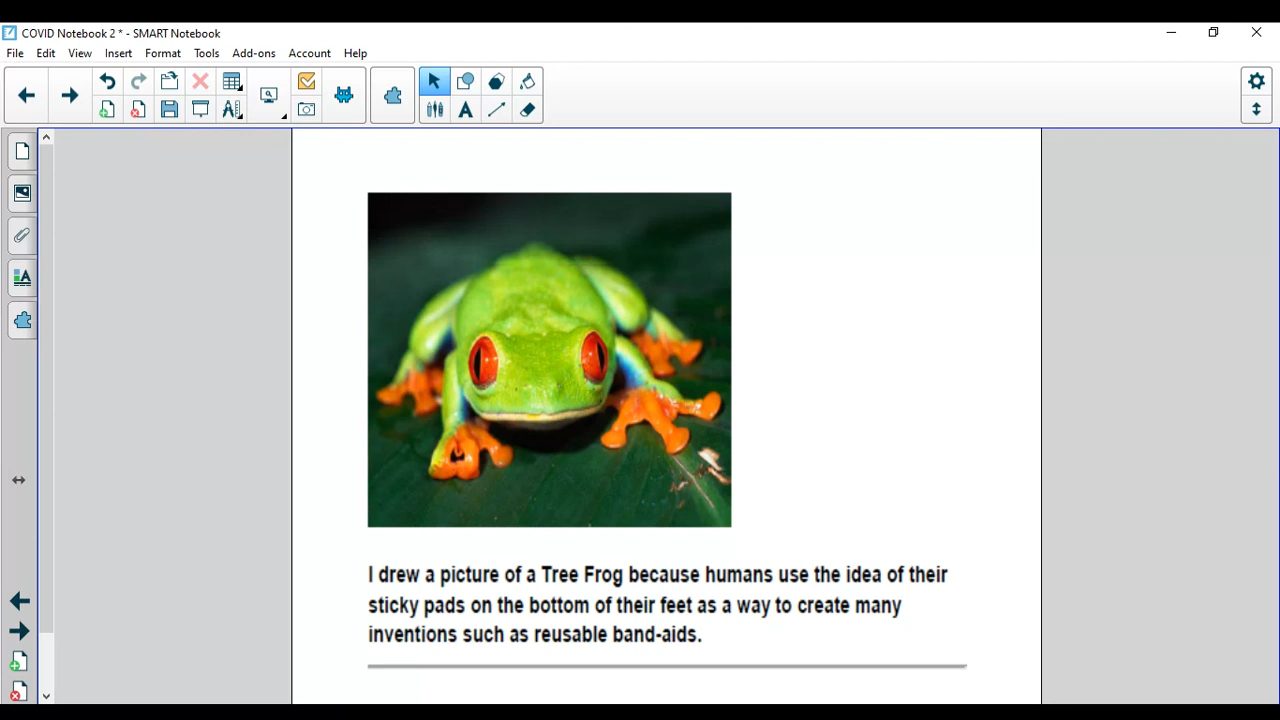 COVID Notebook 2 * - SMART Notebook
File Edit View Insert Format Tools Add-ons Account Help
I drew a picture of a Tree Frog because humans use the idea of their
sticky pads on the bottom of their feet as a way to create many
inventions such as reusable band-aids.